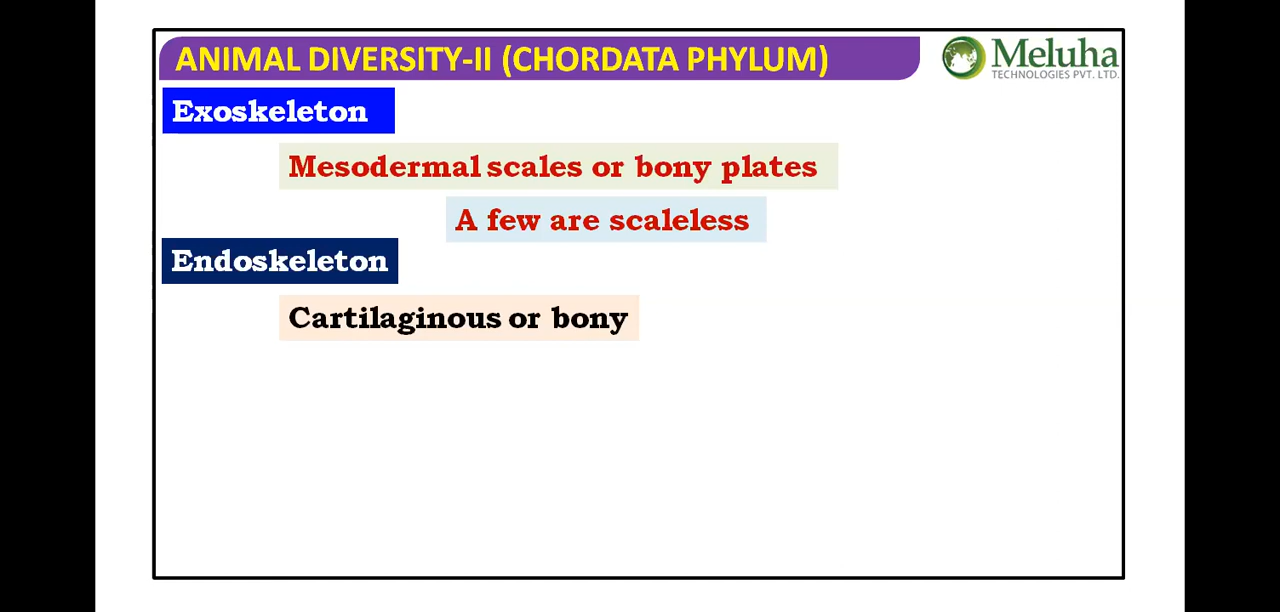 ANIMAL DIVERSITY-II (CHORDATA PHYLUM)
Meluha
TECHNOLOGIES PVT. LTD.
Exoskeleton
Mesodermal scales or bony plates
A few are scaleless
Endoskeleton
Cartilaginous or bony